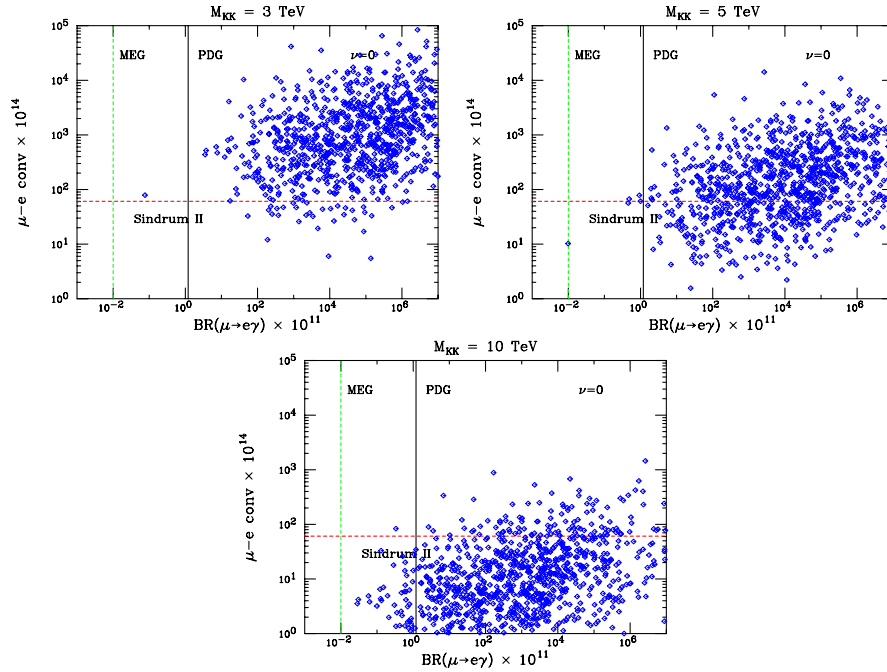 M_KK = 3 TeV
10^5
10^4
10^3
10^2
10^1
10^0
μ−e conv × 10^14
MEG PDG ν=0
Sindrum II
10^−2 10^0 10^2 10^4 10^6
BR(μ→eγ) × 10^11
M_KK = 5 TeV
10^5
10^4
10^3
10^2
10^1
10^0
μ−e conv × 10^14
MEG PDG ν=0
Sindrum II
10^−2 10^0 10^2 10^4 10^6
BR(μ→eγ) × 10^11
M_KK = 10 TeV
10^5
10^4
10^3
10^2
10^1
10^0
μ−e conv × 10^14
MEG PDG ν=0
Sindrum II
10^−2 10^0 10^2 10^4 10^6
BR(μ→eγ) × 10^11